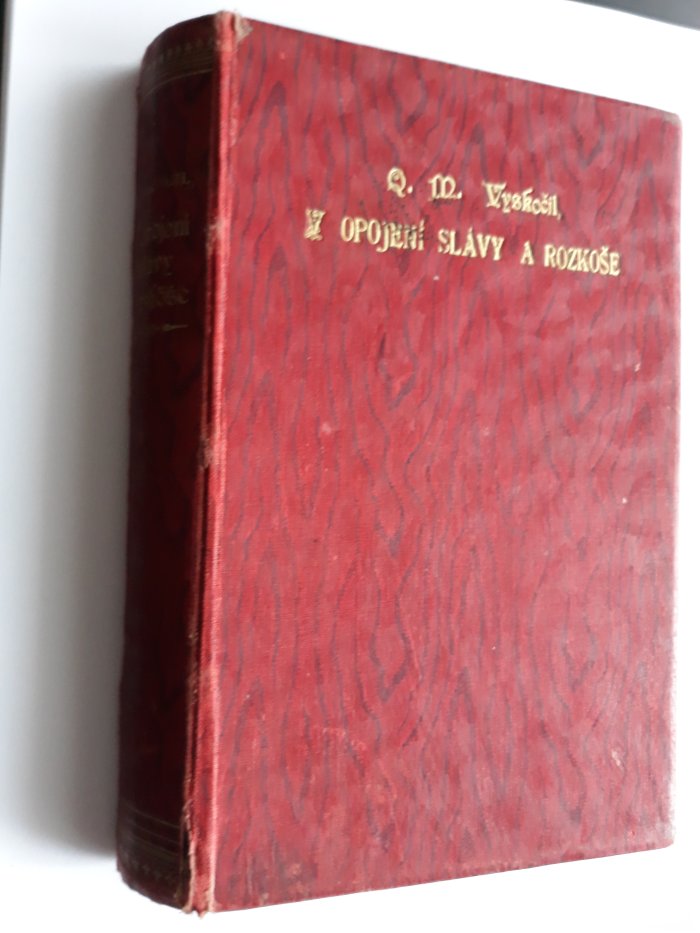 Q. M. Vyskočil,
V OPOJENÍ SLÁVY A ROZKOŠE